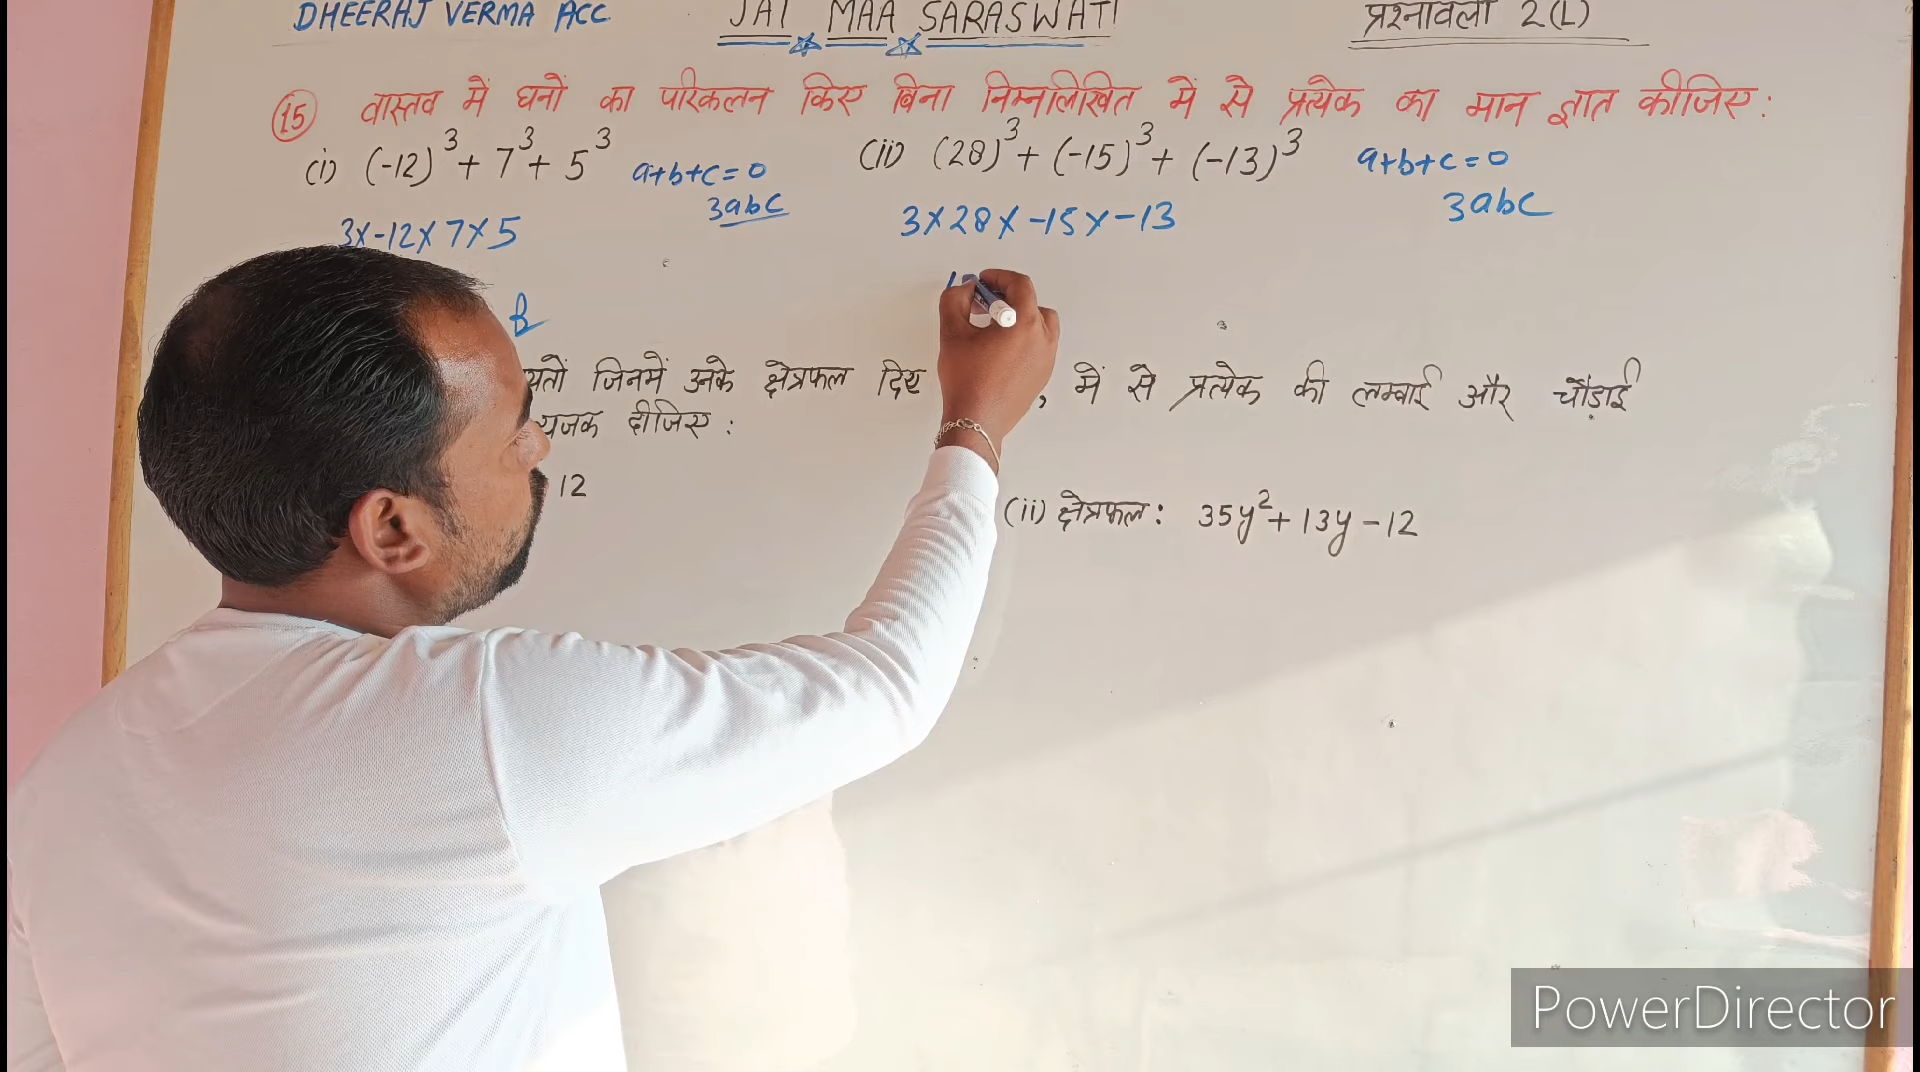 DHEERAJ VERMA ACC
JAI MAA SARASWATI
प्रश्नावली 2(L)
(15) वास्तव में घनों का परिकलन किए बिना निम्नलिखित में से प्रत्येक का मान ज्ञात कीजिए:
(i) (-12)³ + 7³ + 5³
a+b+c=0
3abc
3×-12×7×5
(ii) (28)³ + (-15)³ + (-13)³
a+b+c=0
3abc
3×28×-15×-13
जिनमें उनके क्षेत्रफल दिए , में से प्रत्येक की लम्बाई और चौड़ाई
दीजिए:
12
(ii) क्षेत्रफल: 35y²+13y-12
PowerDirector